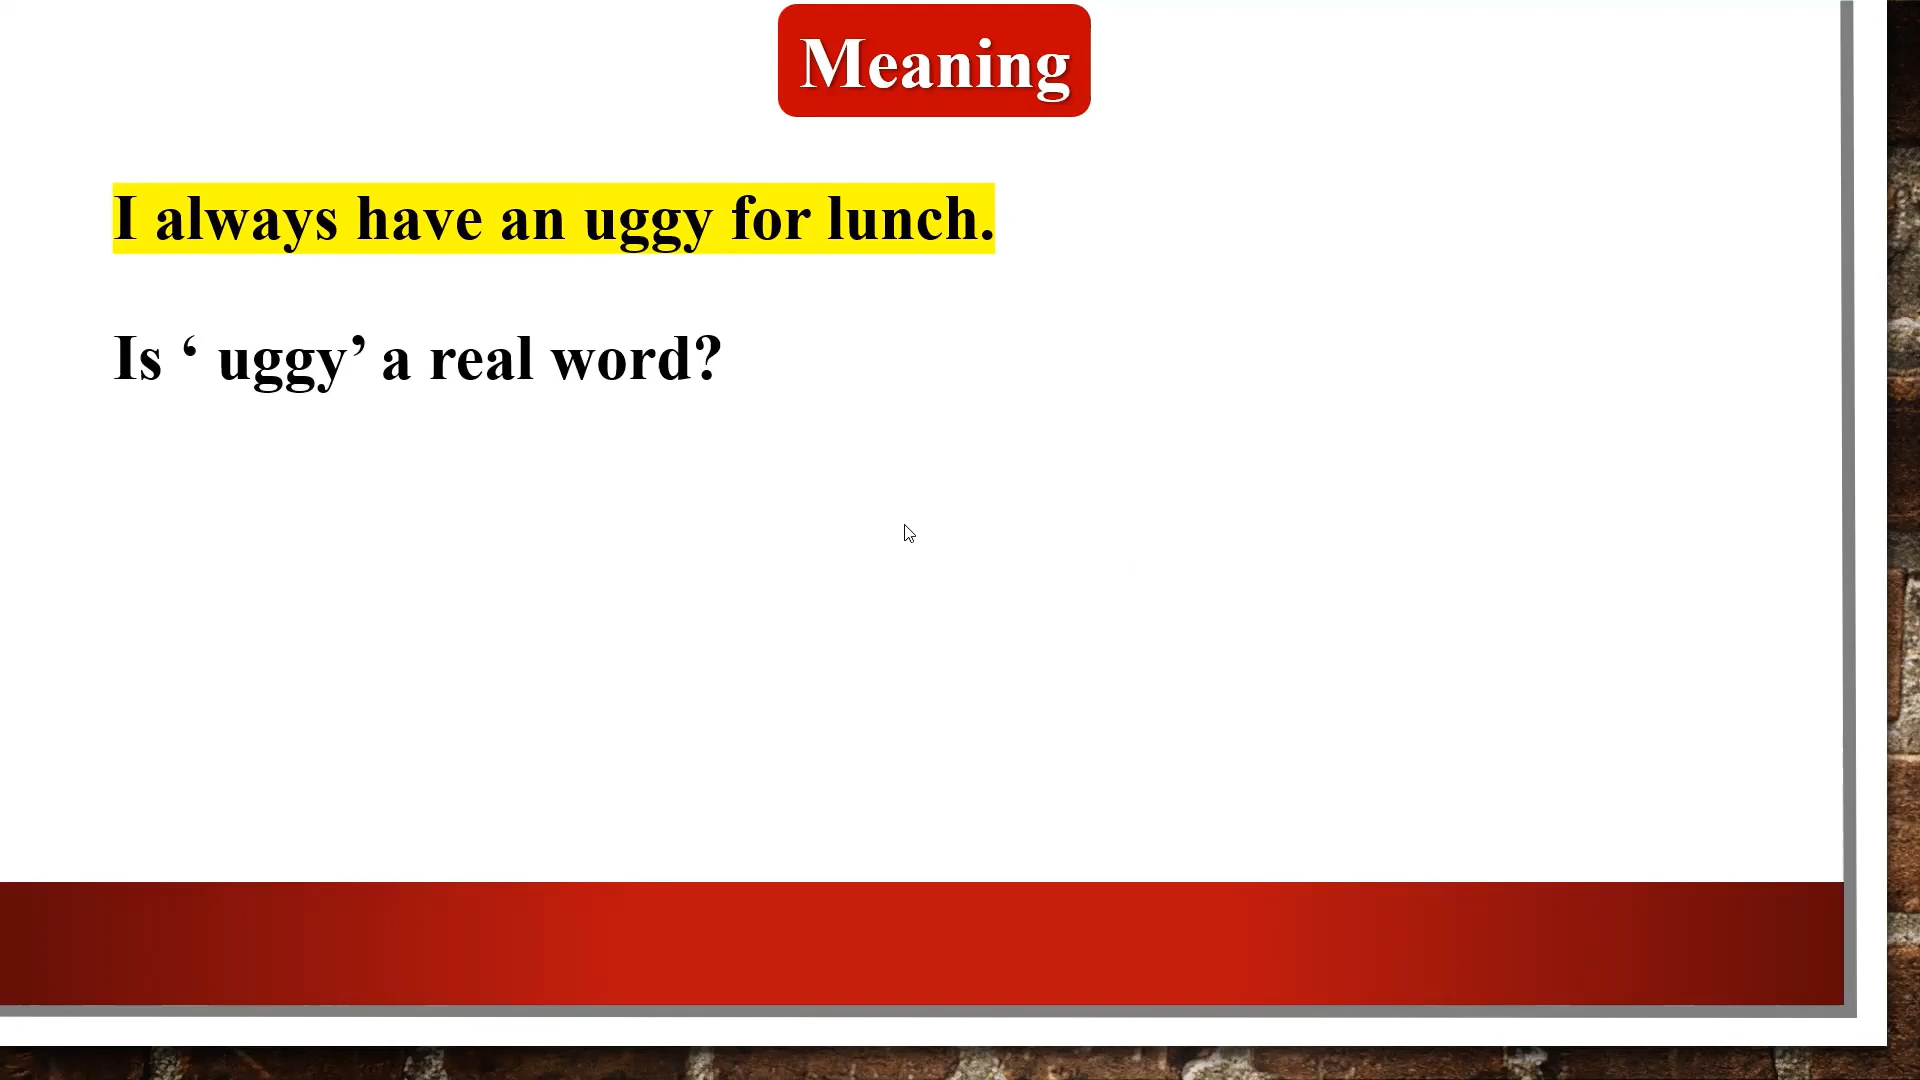 Meaning
I always have an uggy for lunch.
Is ‘ uggy’ a real word?